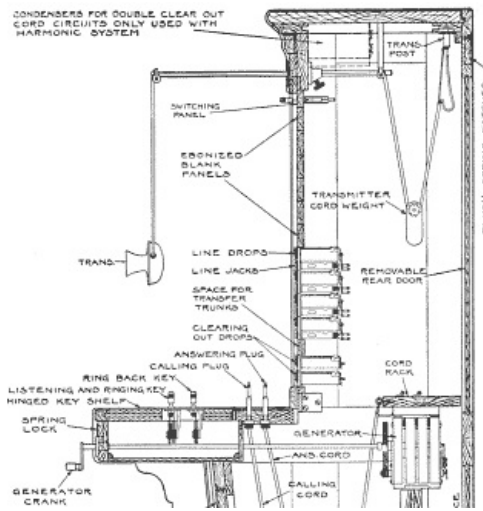 CONDENSERS FOR DOUBLE CLEAR OUT
CORD CIRCUITS ONLY USED WITH
HARMONIC SYSTEM
TRANS.
POST
SWITCHING
PANEL
EBONIZED
BLANK
PANELS
TRANSMITTER
CORD WEIGHT
TRANS.
LINE DROPS
LINE JACKS
REMOVABLE
REAR DOOR
SPACE FOR
TRANSFER
TRUNKS
CLEARING
OUT DROPS
ANSWERING PLUG
CALLING PLUG
RING BACK KEY
LISTENING AND RINGING KEY
HINGED KEY SHELF
SPRING
LOCK
CORD
RACK
GENERATOR
ANS. CORD
GENERATOR
CRANK
CALLING
CORD